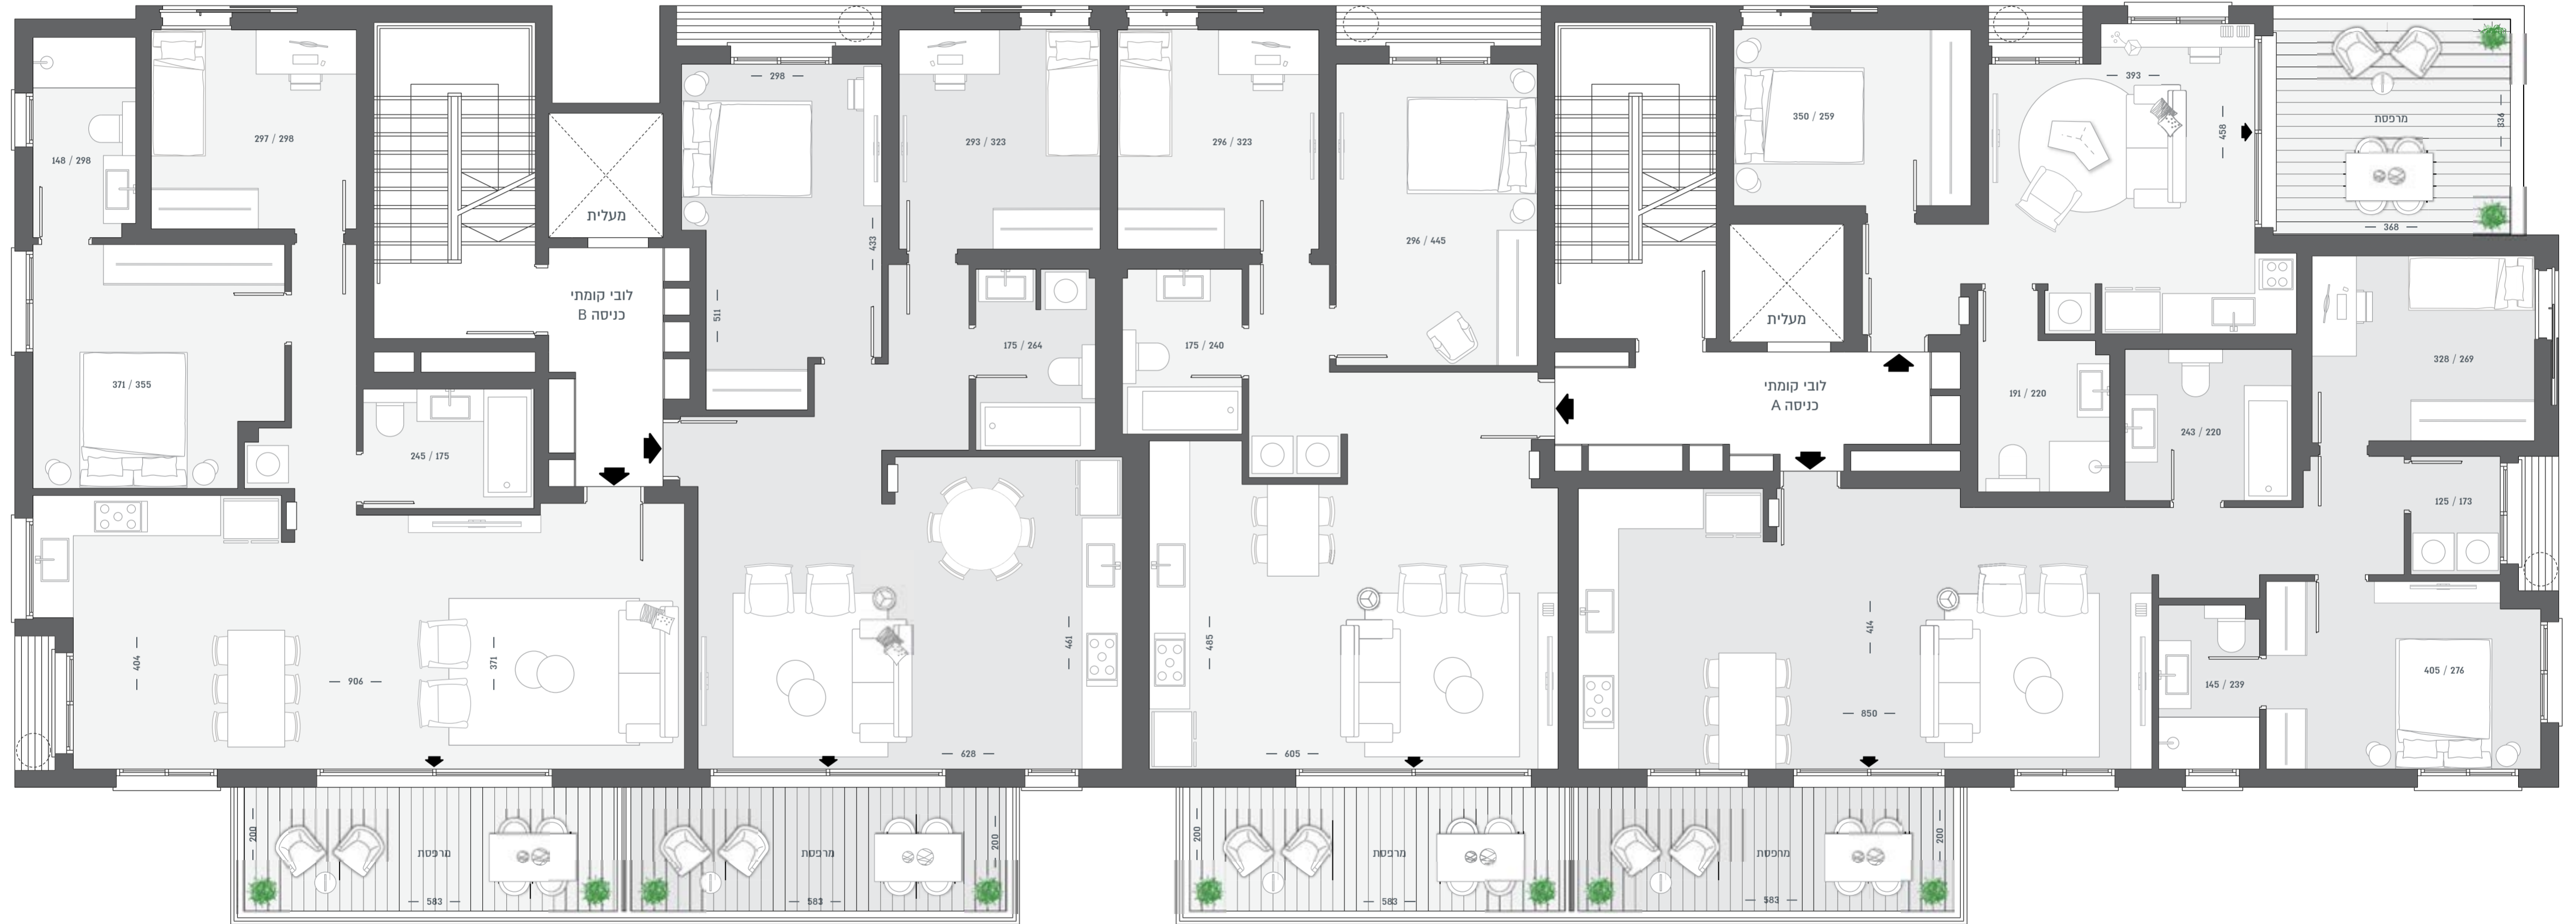 298
393
350 / 259
458
מרפסת
336
297 / 298
293 / 323
296 / 323
148 / 298
מעלית
368
433
296 / 445
לובי קומתי
כניסה B
511
מעלית
175 / 264
175 / 240
328 / 269
371 / 355
לובי קומתי
כניסה A
191 / 220
243 / 220
245 / 175
125 / 173
404
906
371
461
485
414
405 / 276
145 / 239
850
628
605
200
מרפסת
583
מרפסת
200
583
200
מרפסת
583
מרפסת
200
583